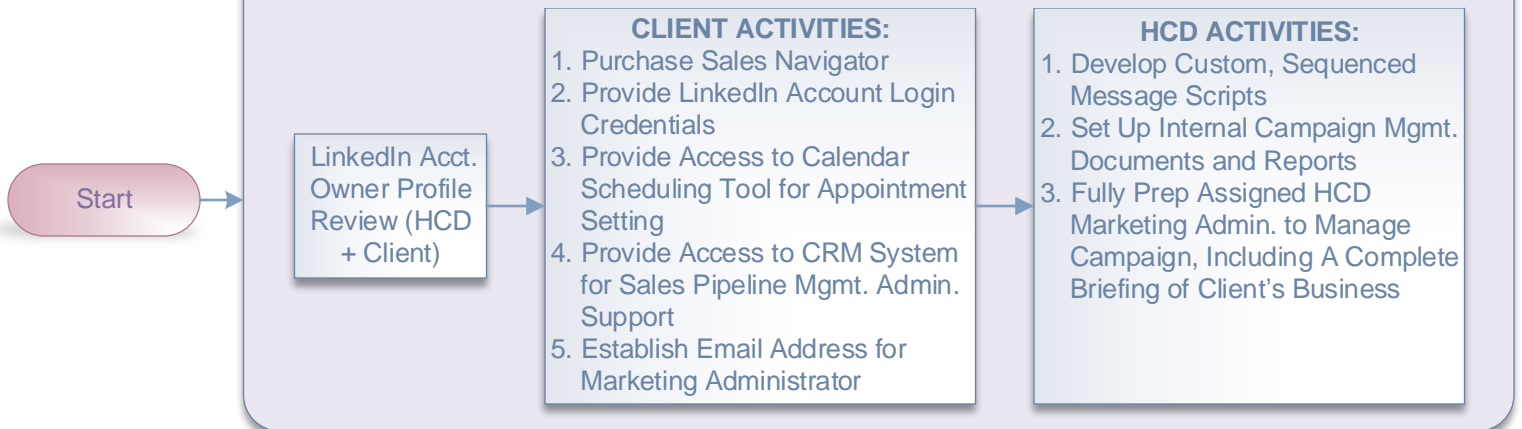 Start
LinkedIn Acct.
Owner Profile
Review (HCD
+ Client)
CLIENT ACTIVITIES:
1. Purchase Sales Navigator
2. Provide LinkedIn Account Login
Credentials
3. Provide Access to Calendar
Scheduling Tool for Appointment
Setting
4. Provide Access to CRM System
for Sales Pipeline Mgmt. Admin.
Support
5. Establish Email Address for
Marketing Administrator
HCD ACTIVITIES:
1. Develop Custom, Sequenced
Message Scripts
2. Set Up Internal Campaign Mgmt.
Documents and Reports
3. Fully Prep Assigned HCD
Marketing Admin. to Manage
Campaign, Including A Complete
Briefing of Client’s Business